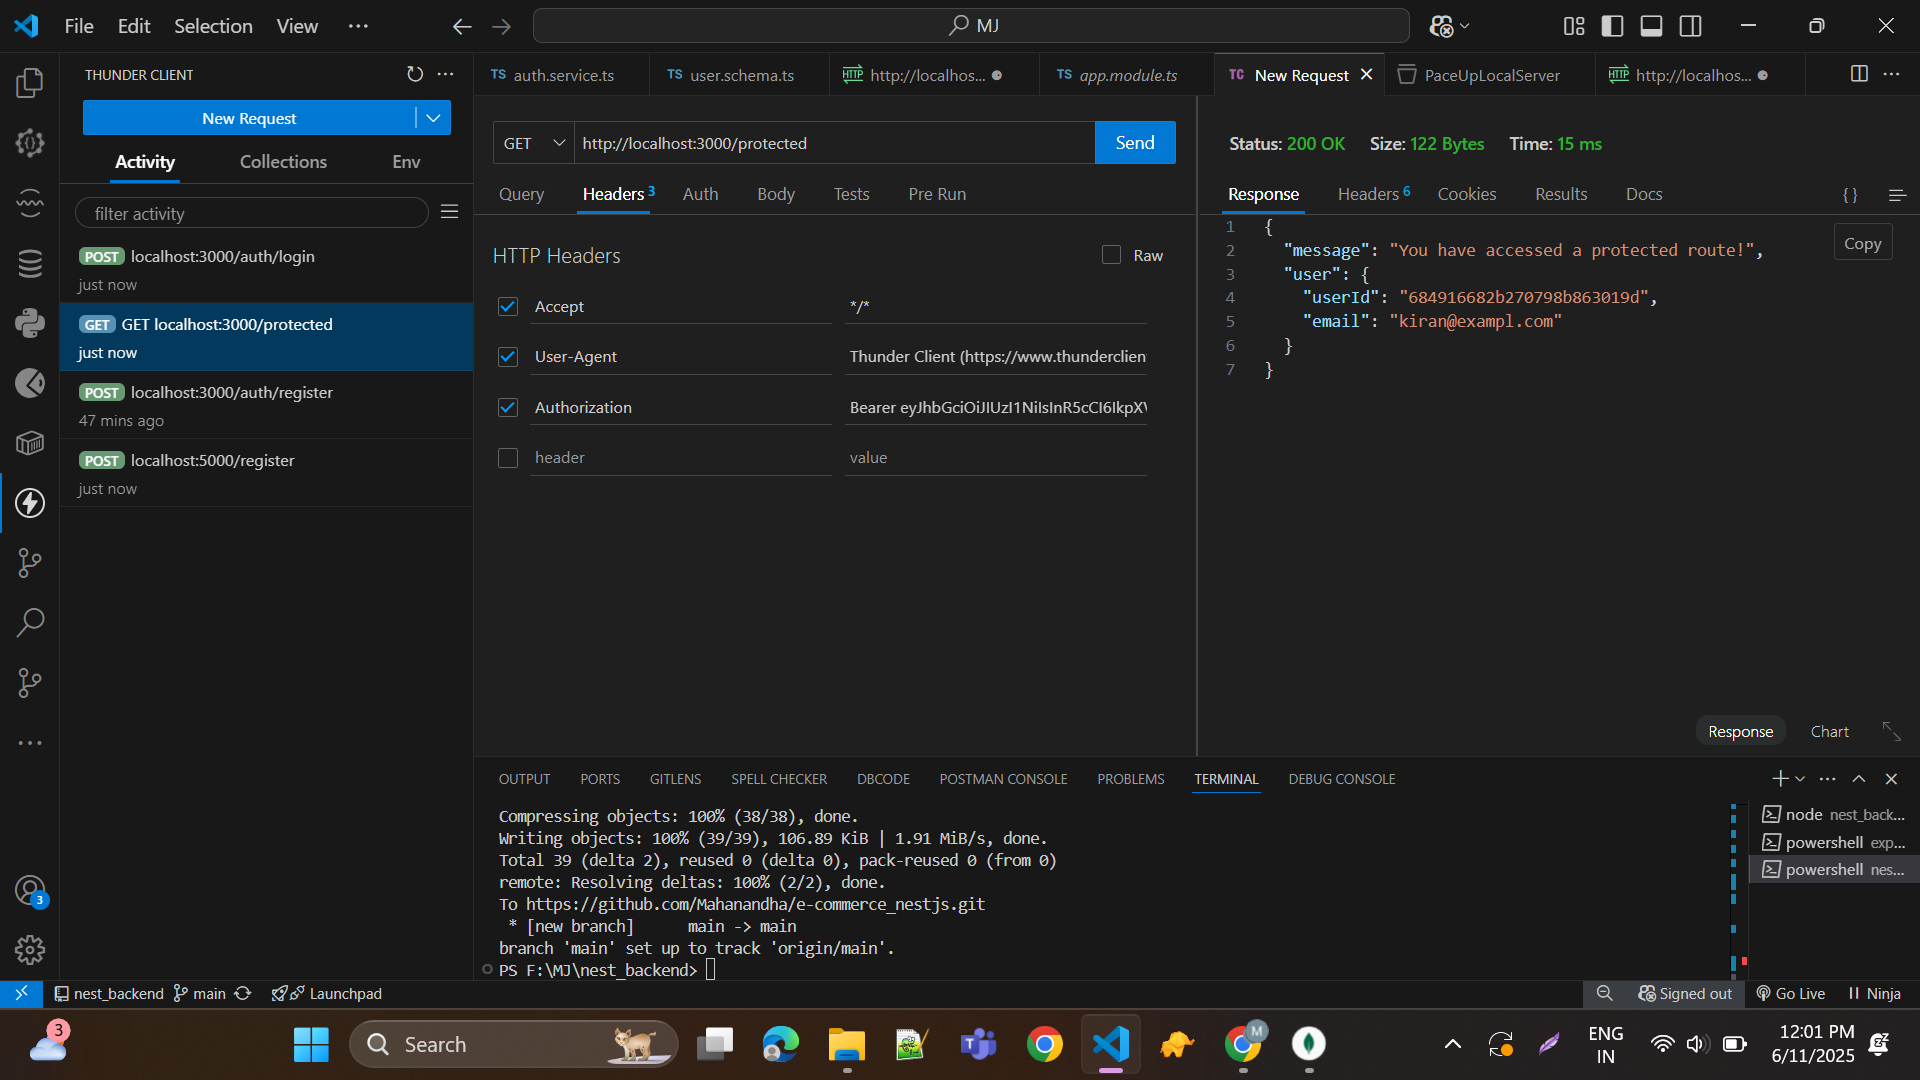 File Edit Selection View ...
MJ
THUNDER CLIENT
New Request
Activity Collections Env
filter activity
POST localhost:3000/auth/login
just now
GET GET localhost:3000/protected
just now
POST localhost:3000/auth/register
47 mins ago
POST localhost:5000/register
just now
TS auth.service.ts
TS user.schema.ts
HTTP http://localhos...
TS app.module.ts
TC New Request
PaceUpLocalServer
HTTP http://localhos...
GET http://localhost:3000/protected Send
Query Headers 3 Auth Body Tests Pre Run
HTTP Headers Raw
Accept */*
User-Agent Thunder Client (https://www.thunderclien
Authorization Bearer eyJhbGciOiJIUzI1NiIsInR5cCI6IkpXV
header value
Status: 200 OK Size: 122 Bytes Time: 15 ms
Response Headers 6 Cookies Results Docs { }
Copy
1 {
2 "message": "You have accessed a protected route!",
3 "user": {
4 "userId": "684916682b270798b863019d",
5 "email": "kiran@exampl.com"
6 }
7 }
Response Chart
OUTPUT PORTS GITLENS SPELL CHECKER DBCODE POSTMAN CONSOLE PROBLEMS TERMINAL DEBUG CONSOLE
Compressing objects: 100% (38/38), done.
Writing objects: 100% (39/39), 106.89 KiB | 1.91 MiB/s, done.
Total 39 (delta 2), reused 0 (delta 0), pack-reused 0 (from 0)
remote: Resolving deltas: 100% (2/2), done.
To https://github.com/Mahanandha/e-commerce_nestjs.git
* [new branch] main -> main
branch 'main' set up to track 'origin/main'.
PS F:\MJ\nest_backend>
node nest_back...
powershell exp...
powershell nes...
3
nest_backend main Launchpad
Signed out Go Live Ninja
3
Search
M
ENG
IN
12:01 PM
6/11/2025